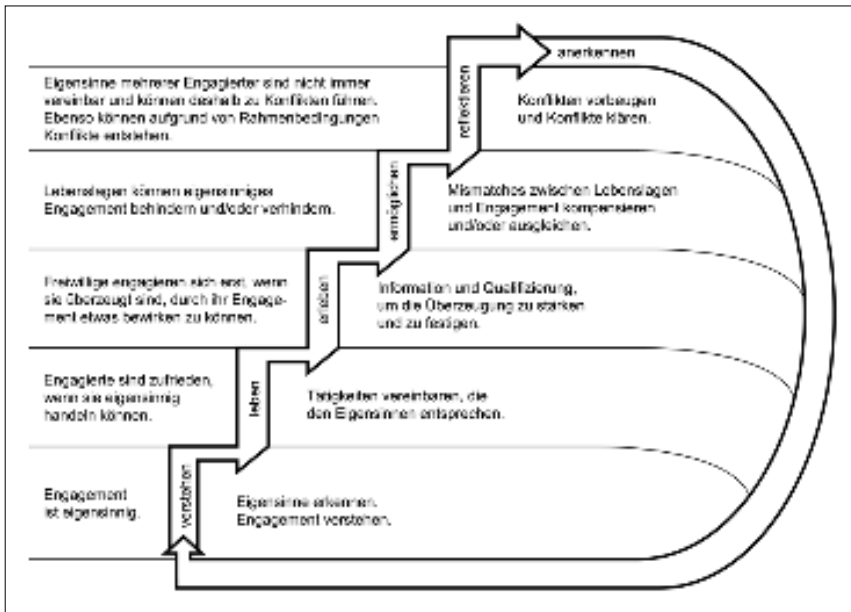 anerkennen
Eigensinne mehrerer Engagierter sind nicht immer
vereinbar und können deshalb zu Konflikten führen.
Ebenso können aufgrund von Rahmenbedingungen
Konflikte entstehen.
reflektieren
Konflikten vorbeugen
und Konflikte klären.
Lebenslagen können eigensinniges
Engagement behindern und/oder verhindern.
ermöglichen
Mismatches zwischen Lebenslagen
und Engagement kompensieren
und/oder ausgleichen.
Freiwillige engagieren sich erst, wenn
sie überzeugt sind, durch ihr Engage-
ment etwas bewirken zu können.
erleben
Information und Qualifizierung,
um die Überzeugung zu stärken
und zu festigen.
Engagierte sind zufrieden,
wenn sie eigensinnig
handeln können.
leben
Tätigkeiten vereinbaren, die
den Eigensinnen entsprechen.
Engagement
ist eigensinnig.
verstehen
Eigensinne erkennen.
Engagement verstehen.